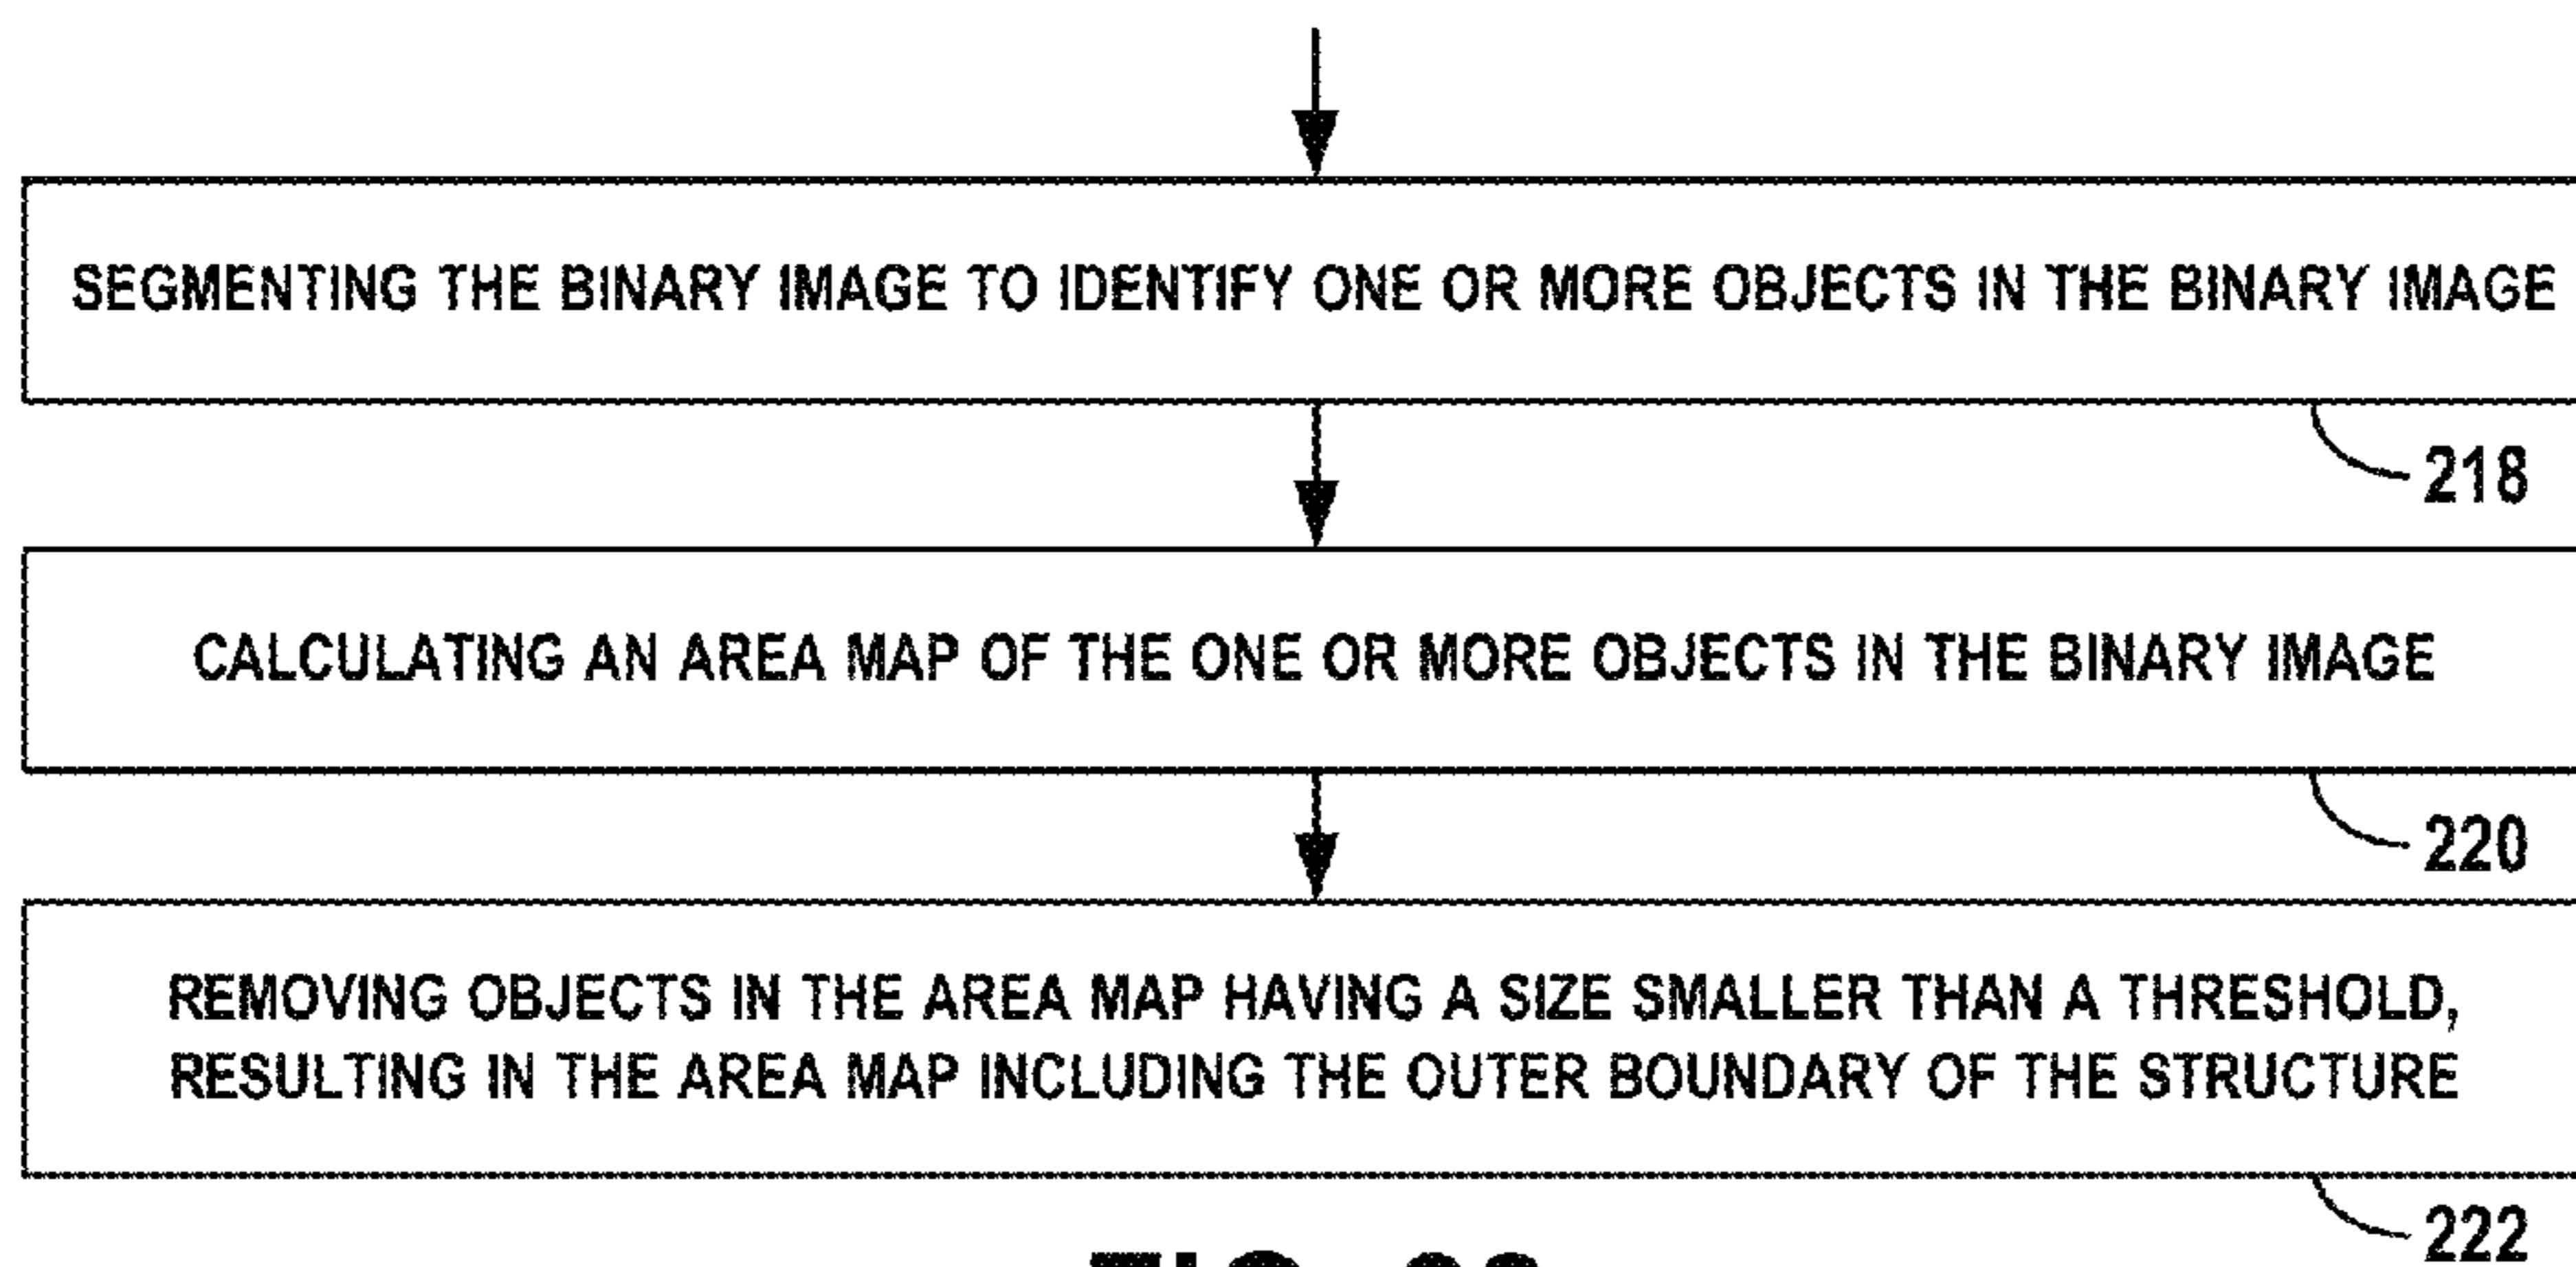 SEGMENTING THE BINARY IMAGE TO IDENTIFY ONE OR MORE OBJECTS IN THE BINARY IMAGE
218
CALCULATING AN AREA MAP OF THE ONE OR MORE OBJECTS IN THE BINARY IMAGE
220
REMOVING OBJECTS IN THE AREA MAP HAVING A SIZE SMALLER THAN A THRESHOLD,
RESULTING IN THE AREA MAP INCLUDING THE OUTER BOUNDARY OF THE STRUCTURE
222